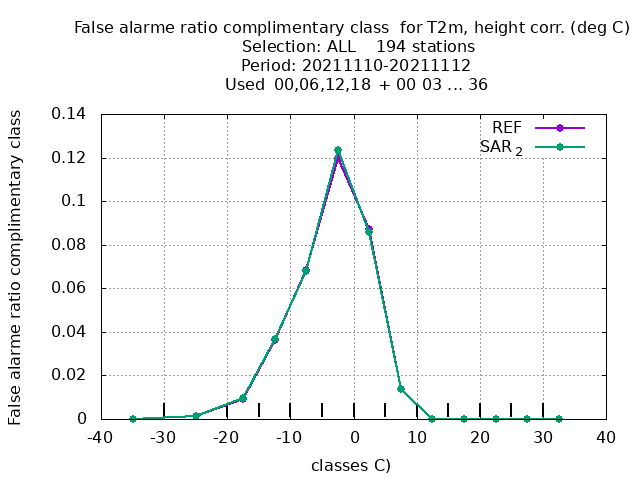 False alarme ratio complimentary class  for T2m, height corr. (deg C)
Selection: ALL    194 stations
Period: 20211110-20211112
Used  00,06,12,18  + 00 03 ... 36
False alarme ratio complimentary class
0.14
0.12
0.1
0.08
0.06
0.04
0.02
0
REF
SAR 2
-40 -30 -20 -10 0 10 20 30 40
classes C)